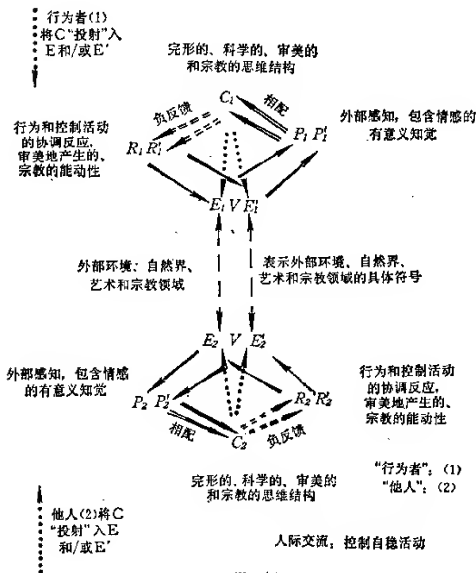 行为者(1)
将C“投射”入
E和/或E′
完形的、科学的、审美的
和宗教的思维结构
负反馈
C₁
相配
行为和控制活动
的协调反应,
审美地产生的、
宗教的能动性
R₁ R′₁
P₁ P′₁
外部感知,包含情感的
有意义知觉
E₁ V E′₁
外部环境:自然界、
艺术和宗教领域
表示外部环境、自然界、
艺术和宗教领域的具体符号
E₂ V E′₂
外部感知,包含情感
的有意义知觉
P₂ P′₂
相配
C₂
负反馈
R₂ R′₂
行为和控制活动
的协调反应,
审美地产生的、
宗教的能动性
完形的、科学的、审美的
和宗教的思维结构
“行为者”:(1)
“他人”:(2)
他人(2)将C
“投射”入E
和/或E′
人际交流:控制自稳活动